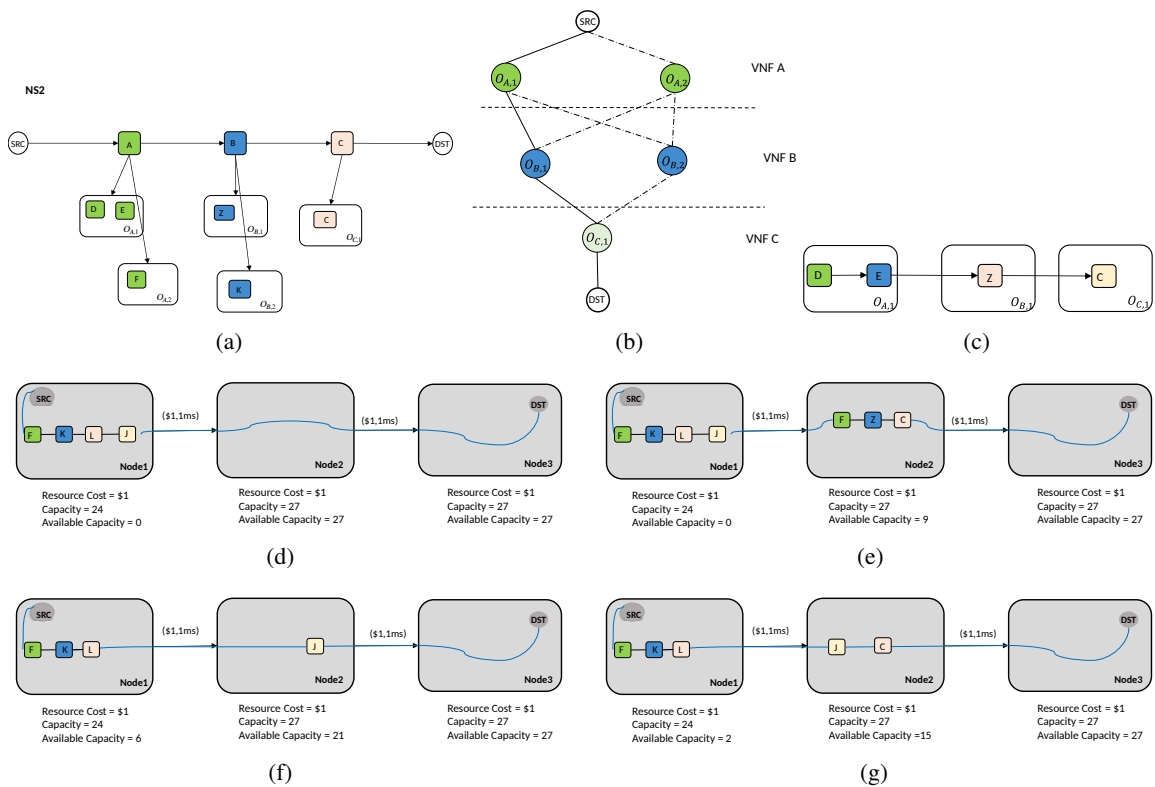 NS2
SRC
A
B
C
DST
D
E
O_{A,1}
F
O_{A,2}
Z
O_{B,1}
K
O_{B,2}
C
O_{C,1}
(a)
SRC
O_{A,1}
O_{A,2}
VNF A
O_{B,1}
O_{B,2}
VNF B
O_{C,1}
VNF C
DST
(b)
D
E
O_{A,1}
Z
O_{B,1}
C
O_{C,1}
(c)
SRC
F
K
L
J
Node1
($1,1ms)
Node2
($1,1ms)
DST
Node3
Resource Cost = $1
Capacity = 24
Available Capacity = 0
Resource Cost = $1
Capacity = 27
Available Capacity = 27
Resource Cost = $1
Capacity = 27
Available Capacity = 27
(d)
SRC
F
K
L
J
Node1
($1,1ms)
F
Z
C
Node2
($1,1ms)
DST
Node3
Resource Cost = $1
Capacity = 24
Available Capacity = 0
Resource Cost = $1
Capacity = 27
Available Capacity = 9
Resource Cost = $1
Capacity = 27
Available Capacity = 27
(e)
SRC
F
K
L
Node1
($1,1ms)
J
Node2
($1,1ms)
DST
Node3
Resource Cost = $1
Capacity = 24
Available Capacity = 6
Resource Cost = $1
Capacity = 27
Available Capacity = 21
Resource Cost = $1
Capacity = 27
Available Capacity = 27
(f)
SRC
F
K
L
Node1
($1,1ms)
J
C
Node2
($1,1ms)
DST
Node3
Resource Cost = $1
Capacity = 24
Available Capacity = 2
Resource Cost = $1
Capacity = 27
Available Capacity =15
Resource Cost = $1
Capacity = 27
Available Capacity = 27
(g)